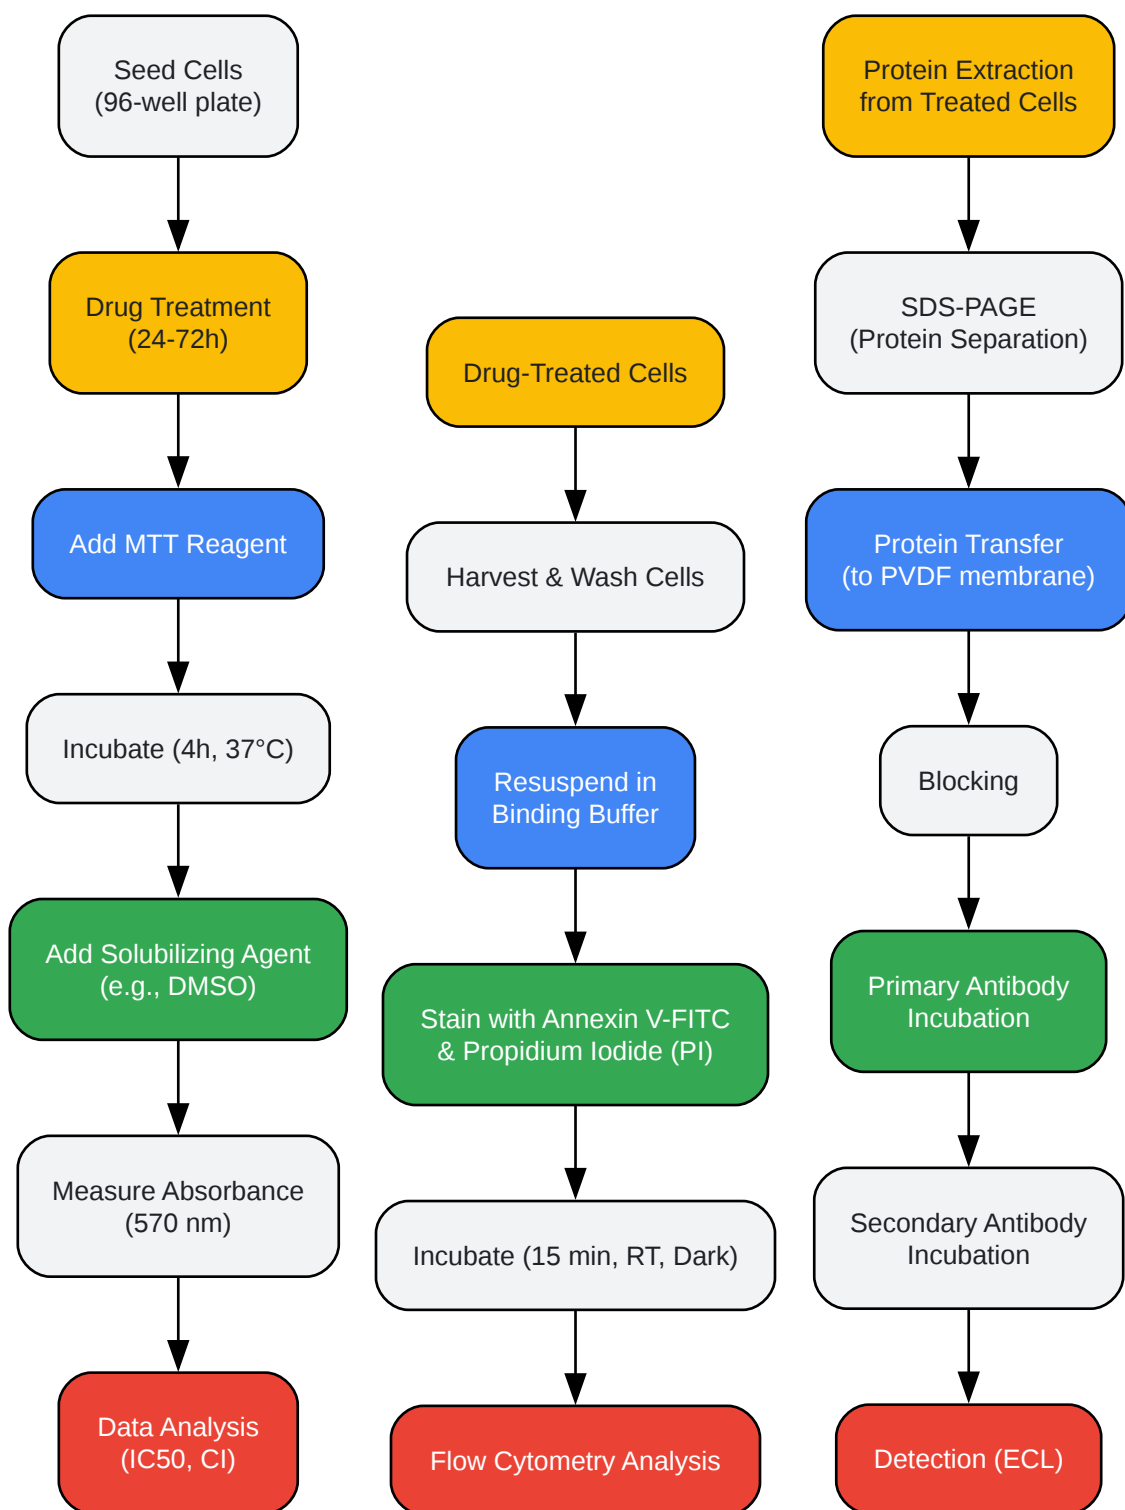 Seed Cells
(96-well plate)
Drug Treatment
(24-72h)
Add MTT Reagent
Incubate (4h, 37°C)
Add Solubilizing Agent
(e.g., DMSO)
Measure Absorbance
(570 nm)
Data Analysis
(IC50, CI)
Drug-Treated Cells
Harvest & Wash Cells
Resuspend in
Binding Buffer
Stain with Annexin V-FITC
& Propidium Iodide (PI)
Incubate (15 min, RT, Dark)
Flow Cytometry Analysis
Protein Extraction
from Treated Cells
SDS-PAGE
(Protein Separation)
Protein Transfer
(to PVDF membrane)
Blocking
Primary Antibody
Incubation
Secondary Antibody
Incubation
Detection (ECL)